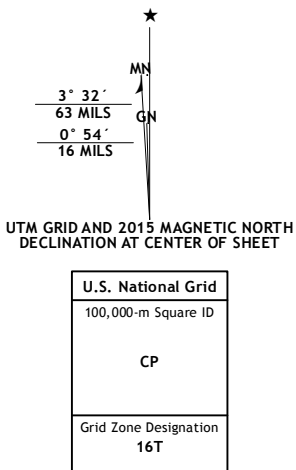 ★
MN
3° 32´
63 MILS
GN
0° 54´
16 MILS
UTM GRID AND 2015 MAGNETIC NORTH
DECLINATION AT CENTER OF SHEET
U.S. National Grid
100,000-m Square ID
CP
Grid Zone Designation
16T